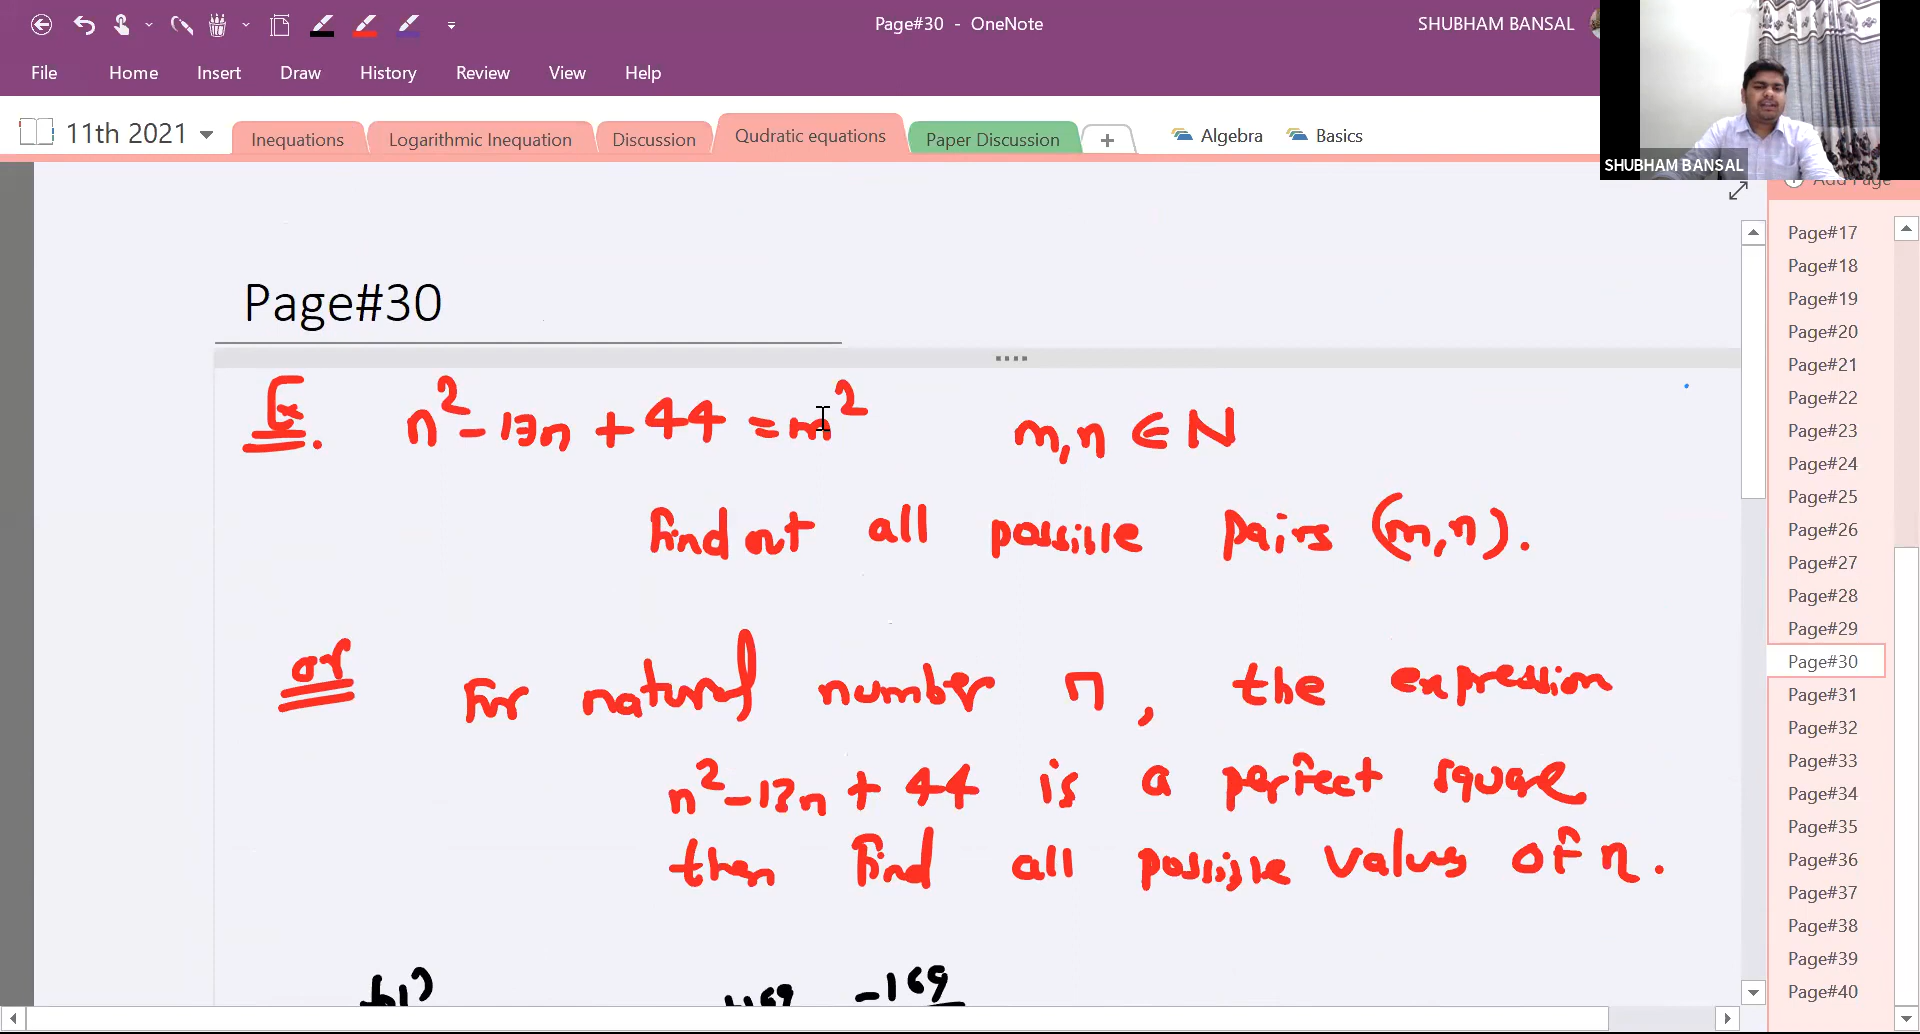 Page#30 - OneNote
SHUBHAM BANSAL
File Home Insert Draw History Review View Help
11th 2021
Inequations
Logarithmic Inequation
Discussion
Qudratic equations
Paper Discussion
+
Algebra
Basics
SHUBHAM BANSAL
Add Page
Page#30
Ex.
n² - 13n + 44 = m² m, n ∈ N
Find out all possible pairs (m, n).
or For natural number n, the expression
n² - 13n + 44 is a perfect square
then find all possible values of n.
-169
Page#17
Page#18
Page#19
Page#20
Page#21
Page#22
Page#23
Page#24
Page#25
Page#26
Page#27
Page#28
Page#29
Page#30
Page#31
Page#32
Page#33
Page#34
Page#35
Page#36
Page#37
Page#38
Page#39
Page#40